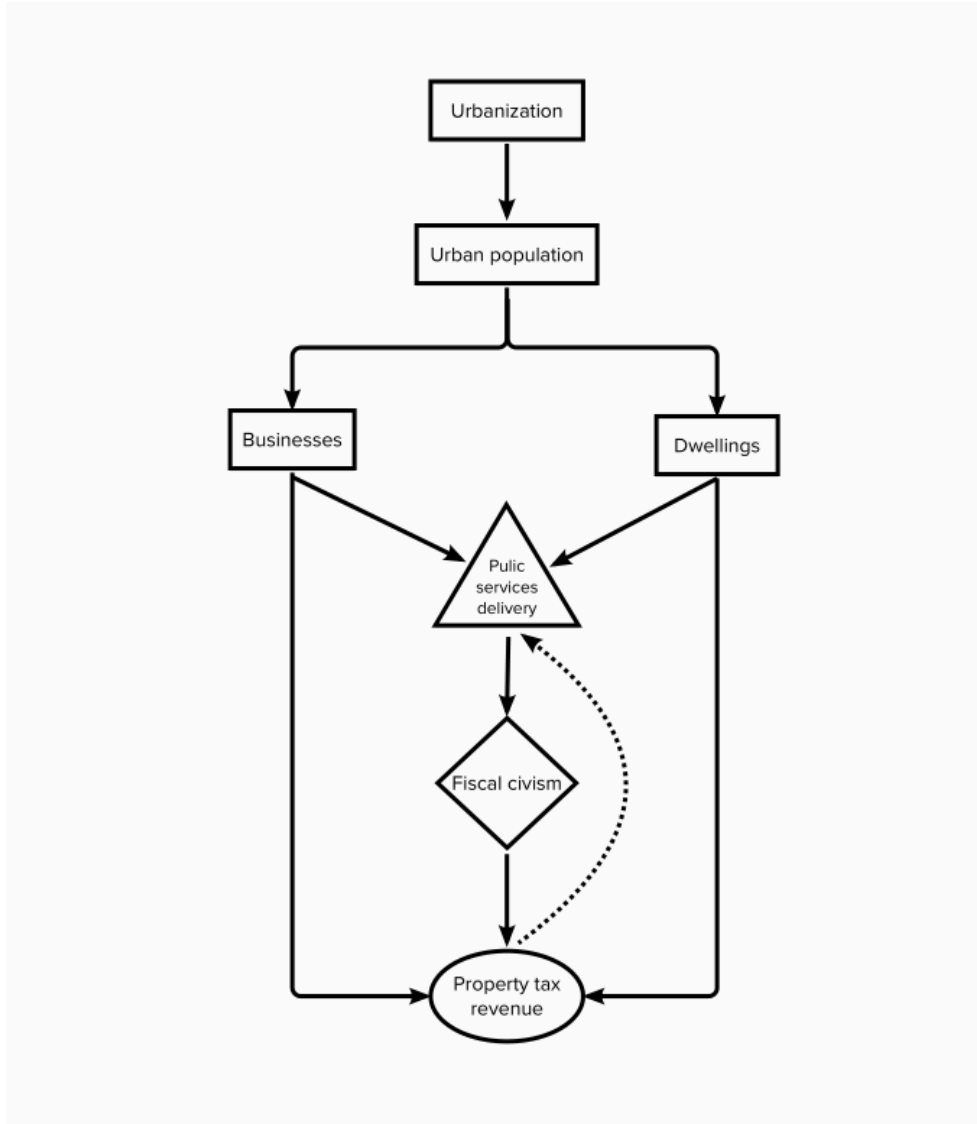 Urbanization
Urban population
Businesses
Dwellings
Pulic
services
delivery
Fiscal civism
Property tax
revenue